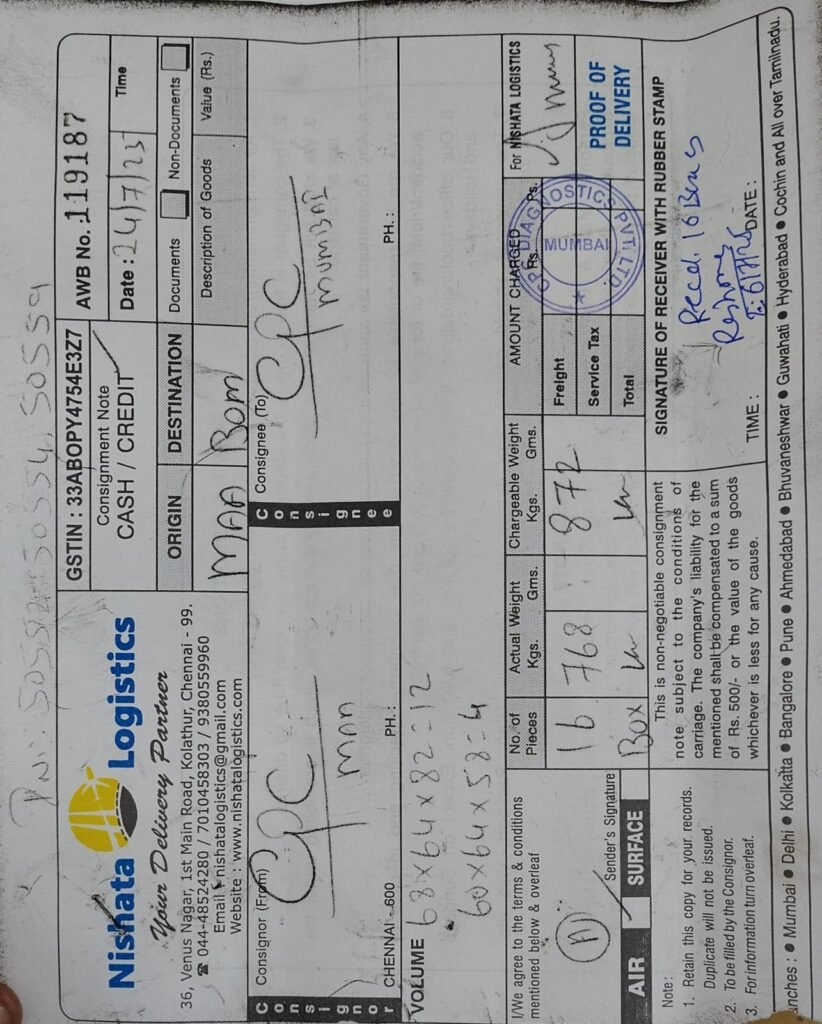 Nishata Logistics
Your Delivery Partner
36, Venus Nagar, 1st Main Road, Kolathur, Chennai - 99.
☎ 044-48524280 / 7010458303 / 9380559960
Email : nishatalogistics@gmail.com
Website : www.nishatalogistics.com
GSTIN : 33ABOPY4754E3Z7
Consignment Note
CASH / CREDIT
AWB No. 119187
Date : 24/7/25
Time
ORIGIN
DESTINATION
MAA
BOM
Documents
Non-Documents
Description of Goods
Value (Rs.)
Consignor
Consignor (From)
CPC
MAA
CHENNAI - 600
PH. :
Consignee
Consignee (To)
CPC
MUMBAI
PH. :
VOLUME
68x64x82=12
60x64x58=4
I/We agree to the terms & conditions
mentioned below & overleaf
Sender's Signature
AIR
SURFACE
No. of Pieces
Actual Weight
Kgs. Gms.
Chargeable Weight
Kgs. Gms.
16
768
872
Box
AMOUNT CHARGED
Rs. Ps.
Freight
Service Tax
Total
For NISHATA LOGISTICS
PROOF OF
DELIVERY
DIAGNOSTICS PVT. LTD.
MUMBAI
Note :
1. Retain this copy for your records.
Duplicate will not be issued.
2. To be filled by the Consignor.
3. For information turn overleaf.
This is non-negotiable consignment
note subject to the conditions of
carriage. The company's liability for the
mentioned shall be compensated to a sum
of Rs. 500/- or the value of the goods
whichever is less for any cause.
SIGNATURE OF RECEIVER WITH RUBBER STAMP
Recd. 16 Boxes
TIME :
DATE :
nches : ● Mumbai ● Delhi ● Kolkatta ● Bangalore ● Pune ● Ahmedabad ● Bhuvaneshwar ● Guwahati ● Hyderabad ● Cochin and All over Tamilnadu.